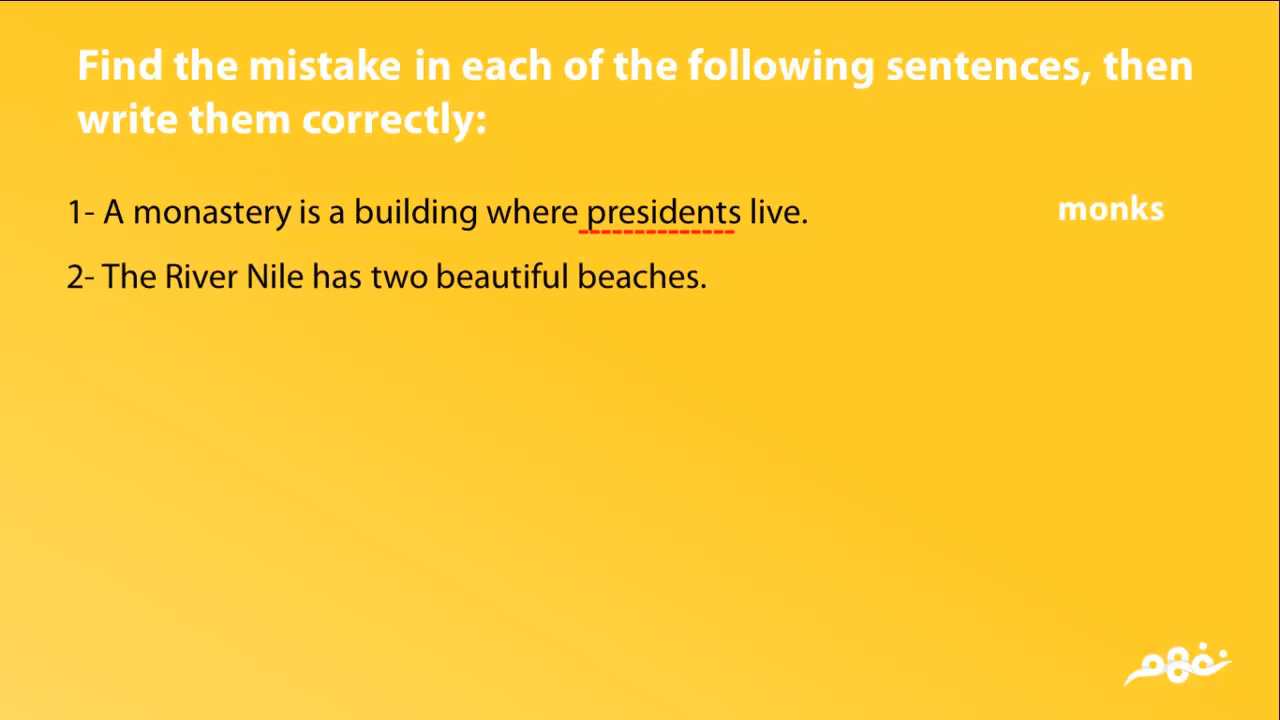 Find the mistake in each of the following sentences, then
write them correctly:
1- A monastery is a building where presidents live.
monks
2- The River Nile has two beautiful beaches.
نفهم